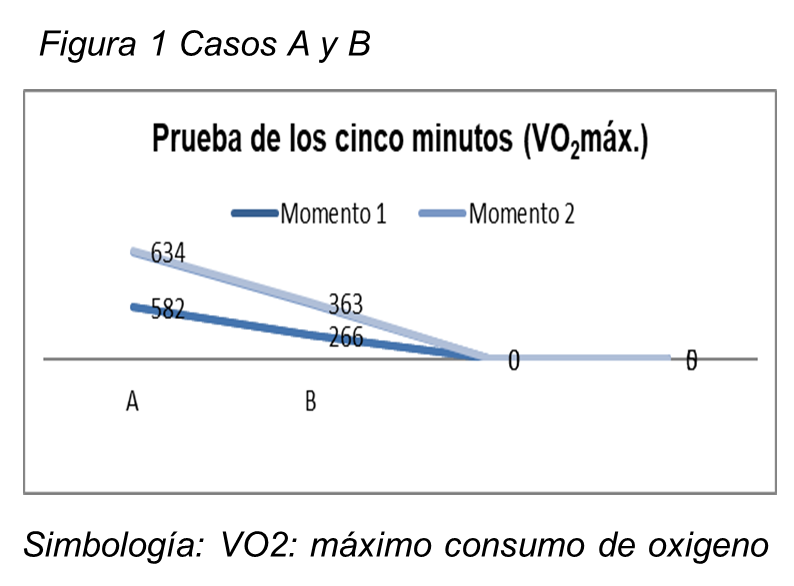 Figura 1 Casos A y B
Prueba de los cinco minutos (VO₂máx.)
Momento 1 Momento 2
634
582
363
266
0
A B
Simbología: VO2: máximo consumo de oxigeno